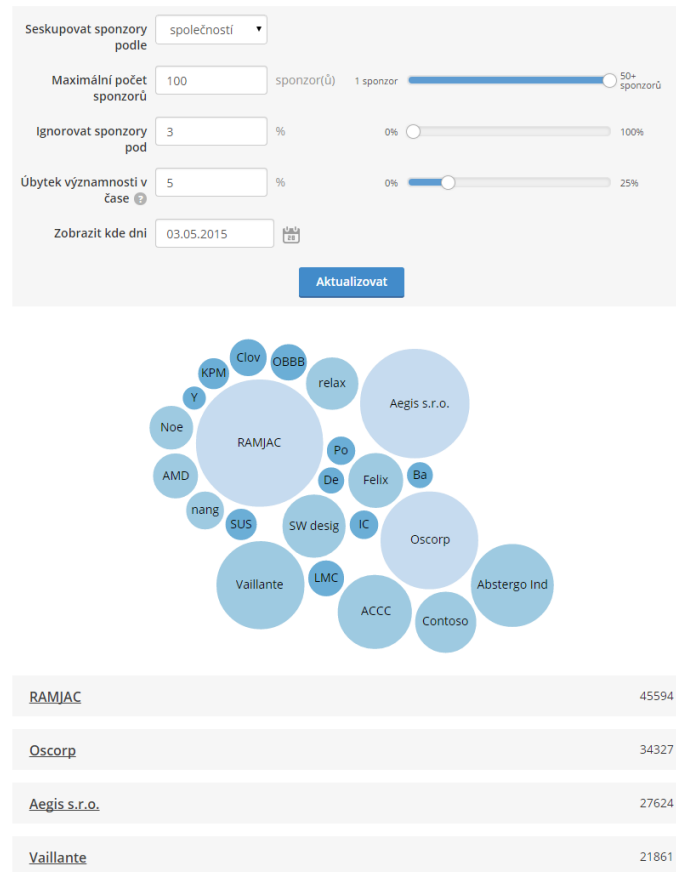 Seskupovat sponzory podle
společností
Maximální počet sponzorů
100
sponzor(ů)
1 sponzor
50+ sponzorů
Ignorovat sponzory pod
3
%
0%
100%
Úbytek významnosti v čase ?
5
%
0%
25%
Zobrazit kde dni
03.05.2015
28
Aktualizovat
Clov
OBBB
KPM
relax
Y
Aegis s.r.o.
Noe
RAMJAC
Po
AMD
De
Felix
Ba
nang
SUS
SW desig
IC
Oscorp
Vaillante
LMC
Abstergo Ind
ACCC
Contoso
RAMJAC 45594
Oscorp 34327
Aegis s.r.o. 27624
Vaillante 21861